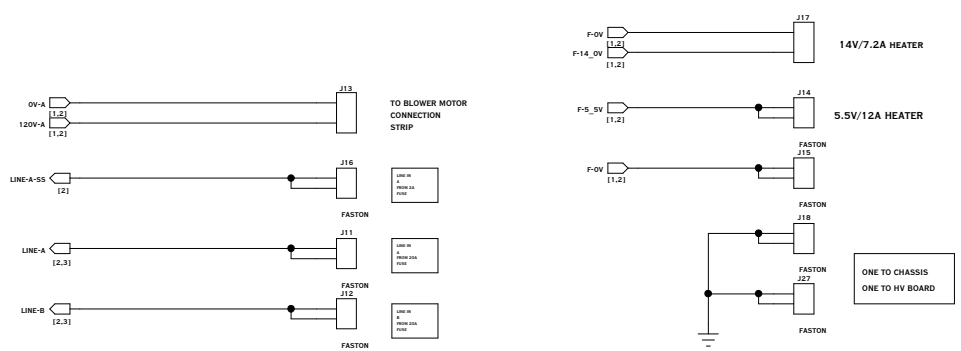 J13
0V-A
[1,2]
120V-A
[1,2]
TO BLOWER MOTOR
CONNECTION
STRIP
J16
LINE-A-SS
[2]
FASTON
LINE IN
A
FROM 2A
FUSE
J11
LINE-A
[2,3]
FASTON
LINE IN
A
FROM 20A
FUSE
J12
LINE-B
[2,3]
FASTON
LINE IN
B
FROM 20A
FUSE
J17
F-0V
[1,2]
F-14_0V
[1,2]
14V/7.2A HEATER
J14
F-5_5V
[1,2]
5.5V/12A HEATER
FASTON
J15
F-0V
[1,2]
FASTON
J18
FASTON
J27
FASTON
ONE TO CHASSIS
ONE TO HV BOARD